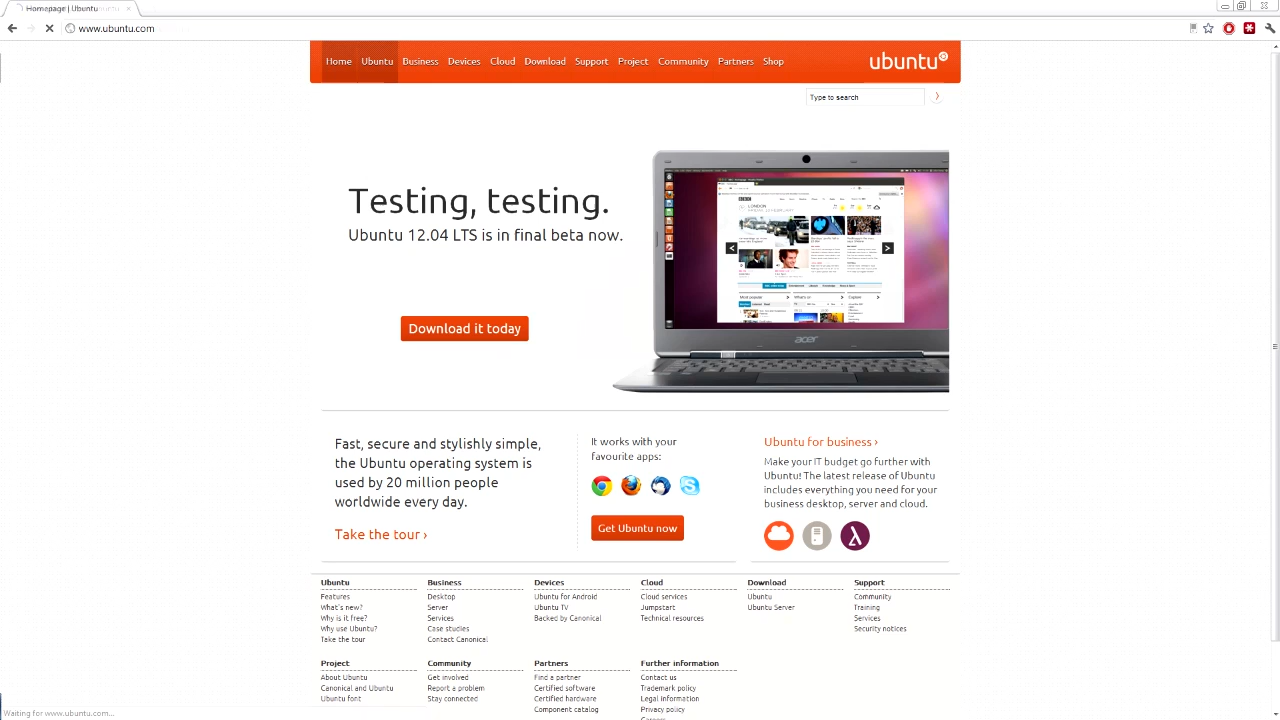 Homepage | Ubuntu
www.ubuntu.com
Home Ubuntu Business Devices Cloud Download Support Project Community Partners Shop
ubuntu
Type to search
Testing, testing.
Ubuntu 12.04 LTS is in final beta now.
Download it today
BBC
LONDON
Most popular
What's on
acer
Fast, secure and stylishly simple,
the Ubuntu operating system is
used by 20 million people
worldwide every day.
Take the tour ›
It works with your
favourite apps:
Get Ubuntu now
Ubuntu for business ›
Make your IT budget go further with
Ubuntu! The latest release of Ubuntu
includes everything you need for your
business desktop, server and cloud.
Ubuntu
Features
What's new?
Why is it free?
Why use Ubuntu?
Take the tour
Business
Desktop
Server
Services
Case studies
Contact Canonical
Devices
Ubuntu for Android
Ubuntu TV
Backed by Canonical
Cloud
Cloud services
Jumpstart
Technical resources
Download
Ubuntu
Ubuntu Server
Support
Community
Training
Services
Security notices
Project
About Ubuntu
Canonical and Ubuntu
Ubuntu font
Community
Get involved
Report a problem
Stay connected
Partners
Find a partner
Certified software
Certified hardware
Component catalog
Further information
Contact us
Trademark policy
Legal information
Privacy policy
Careers
Waiting for www.ubuntu.com...